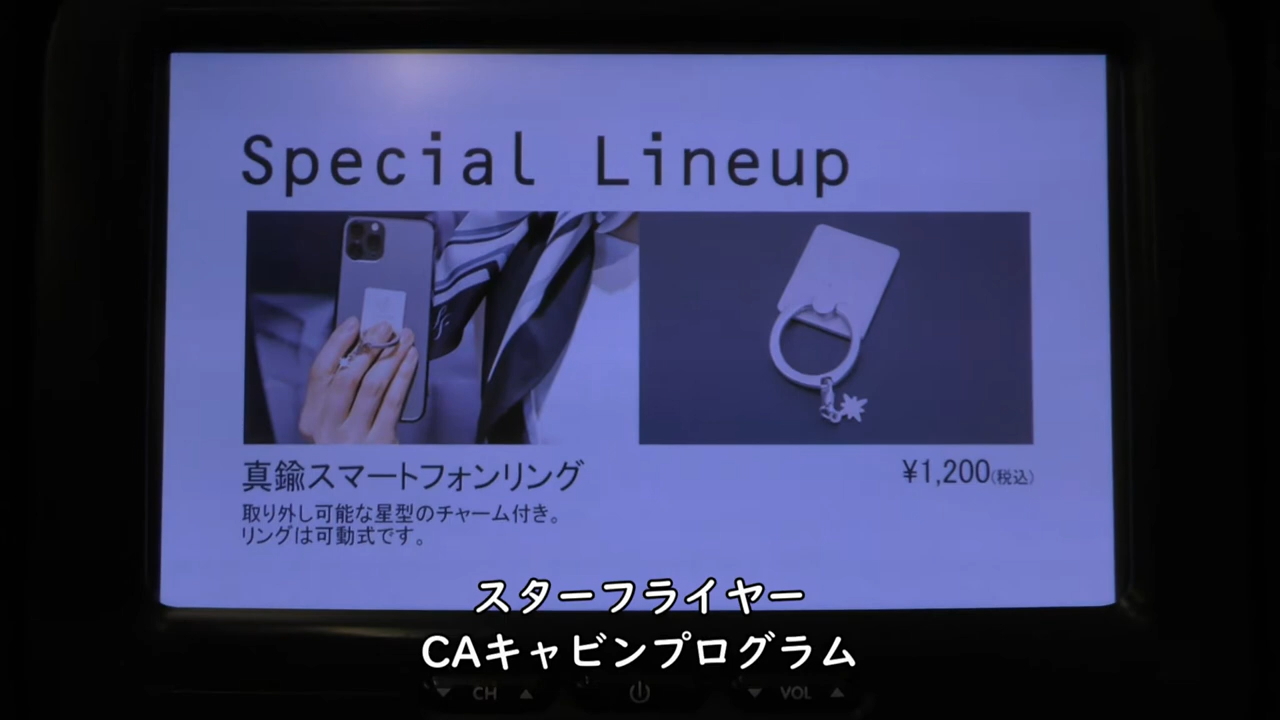 Special Lineup
真鍮スマートフォンリング
¥1,200(税込)
取り外し可能な星型のチャーム付き。
リングは可動式です。
スターフライヤー
CAキャビンプログラム
CH
VOL